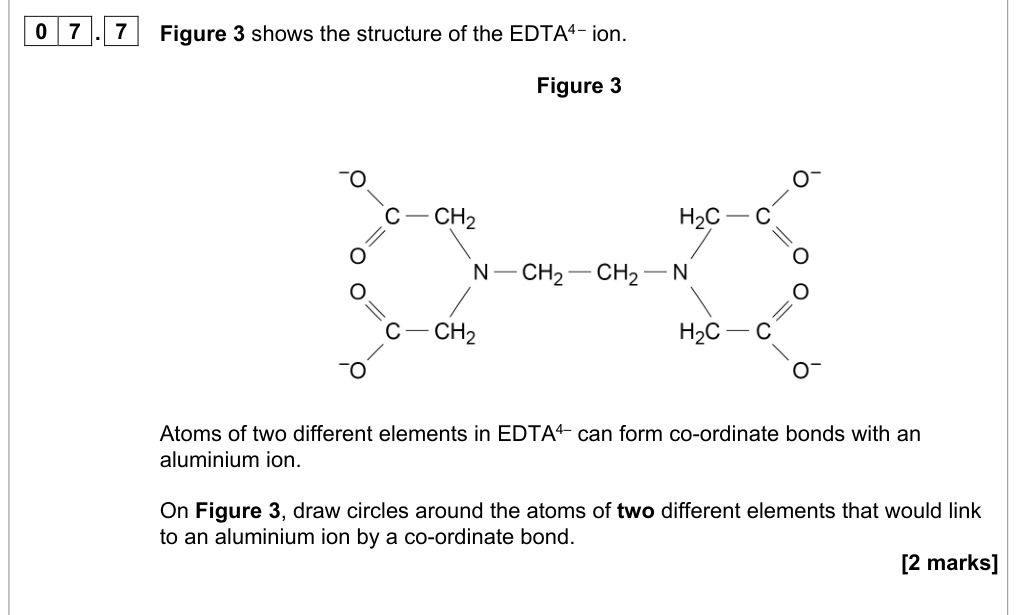 0 7 . 7 Figure 3 shows the structure of the EDTA⁴⁻ ion.
Figure 3
⁻O O⁻
C — CH₂ H₂C — C
O O
N — CH₂ — CH₂ — N
O O
C — CH₂ H₂C — C
⁻O O⁻
Atoms of two different elements in EDTA⁴⁻ can form co-ordinate bonds with an
aluminium ion.
On Figure 3, draw circles around the atoms of two different elements that would link
to an aluminium ion by a co-ordinate bond.
[2 marks]